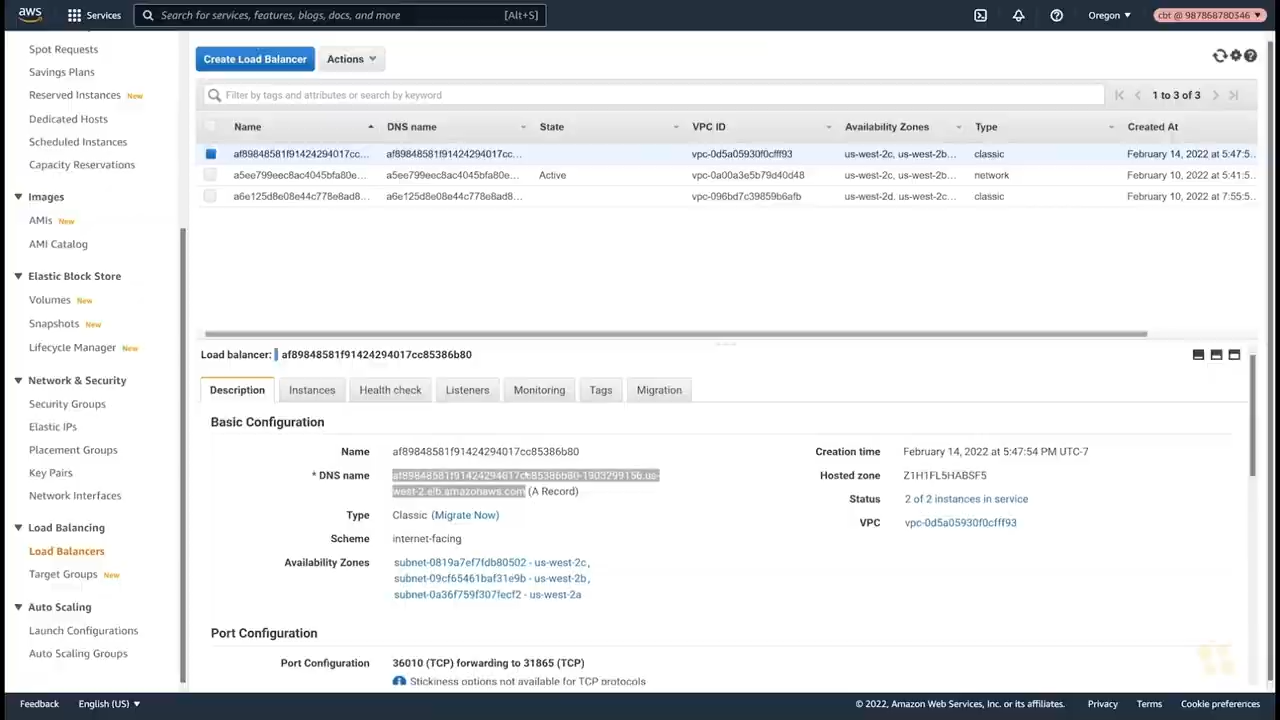 aws Services Search for services, features, blogs, docs, and more [Alt+S] Oregon cbt @ 987868780346
Spot Requests
Savings Plans
Reserved Instances New
Dedicated Hosts
Scheduled Instances
Capacity Reservations
Images
AMIs New
AMI Catalog
Elastic Block Store
Volumes New
Snapshots New
Lifecycle Manager New
Network & Security
Security Groups
Elastic IPs
Placement Groups
Key Pairs
Network Interfaces
Load Balancing
Load Balancers
Target Groups New
Auto Scaling
Launch Configurations
Auto Scaling Groups
Create Load Balancer Actions
Filter by tags and attributes or search by keyword 1 to 3 of 3
Name DNS name State VPC ID Availability Zones Type Created At
af89848581f91424294017cc... af89848581f91424294017cc... vpc-0d5a05930f0cfff93 us-west-2c, us-west-2b... classic February 14, 2022 at 5:47:5...
a5ee799eec8ac4045bfa80e... a5ee799eec8ac4045bfa80e... Active vpc-0a00a3e5b79d40d48 us-west-2c, us-west-2b... network February 10, 2022 at 5:41:5...
a6e125d8e08e44c778e8ad8... a6e125d8e08e44c778e8ad8... vpc-096bd7c39859b6afb us-west-2d, us-west-2c... classic February 10, 2022 at 7:55:5...
Load balancer: af89848581f91424294017cc85386b80
Description Instances Health check Listeners Monitoring Tags Migration
Basic Configuration
Name af89848581f91424294017cc85386b80 Creation time February 14, 2022 at 5:47:54 PM UTC-7
* DNS name af89848581f91424294017cc85386b80-1903299156.us- Hosted zone Z1H1FL5HABSF5
west-2.elb.amazonaws.com (A Record)
Status 2 of 2 instances in service
Type Classic (Migrate Now)
VPC vpc-0d5a05930f0cfff93
Scheme internet-facing
Availability Zones subnet-0819a7ef7fdb80502 - us-west-2c,
subnet-09cf65461baf31e9b - us-west-2b,
subnet-0a36f759f307fecf2 - us-west-2a
Port Configuration
Port Configuration 36010 (TCP) forwarding to 31865 (TCP)
Stickiness options not available for TCP protocols
Feedback English (US) © 2022, Amazon Web Services, Inc. or its affiliates. Privacy Terms Cookie preferences